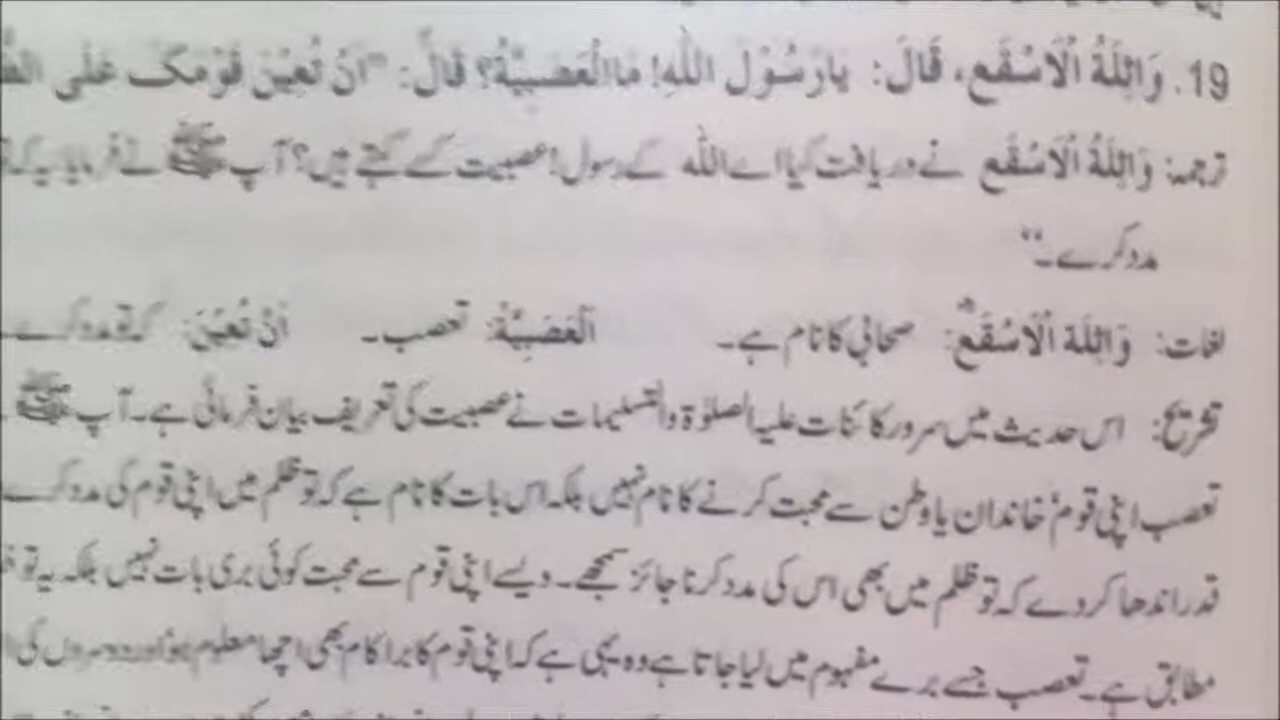 19. وَاثِلَةُ الْاَسْقَعِ، قَالَ: يَارَسُوْلَ اللّٰهِ! مَاالْعَصَبِيَّةُ؟ قَالَ: "اَنْ تُعِيْنَ قَوْمَكَ عَلَى
ترجمہ: وَاثِلَةُ الْاَسْقَعِ نے دریافت کیا اے اللہ کے رسول! عصبیت کسے کہتے ہیں؟ آپ ﷺ نے فرمایا یہ کہ
مدد کرے۔"
لغات: وَاثِلَةُ الْاَسْقَعِؓ: صحابی کا نام ہے۔ اَلْعَصَبِيَّةُ: تعصب۔ اَنْ تُعِيْنَ: کہ تو مدد کرے
تشریح: اس حدیث میں سرور کائنات علیہ الصلوٰۃ والتسلیمات نے عصبیت کی تعریف بیان فرمائی ہے۔ آپ ﷺ
تعصب اپنی قوم' خاندان یا وطن سے محبت کرنے کا نام نہیں بلکہ اس بات کا نام ہے کہ تو ظلم میں اپنی قوم کی مدد کرے
قدر اندھا کر دے کہ تو ظلم میں بھی اس کی مدد کرنا جائز سمجھے۔ ویسے اپنی قوم سے محبت کوئی بری بات نہیں بلکہ یہ تو
مطابق ہے۔ تعصب جسے برے مفہوم میں لیا جاتا ہے وہ یہی ہے کہ اپنی قوم کا برا کام بھی اچھا معلوم ہو اور دوسروں کی